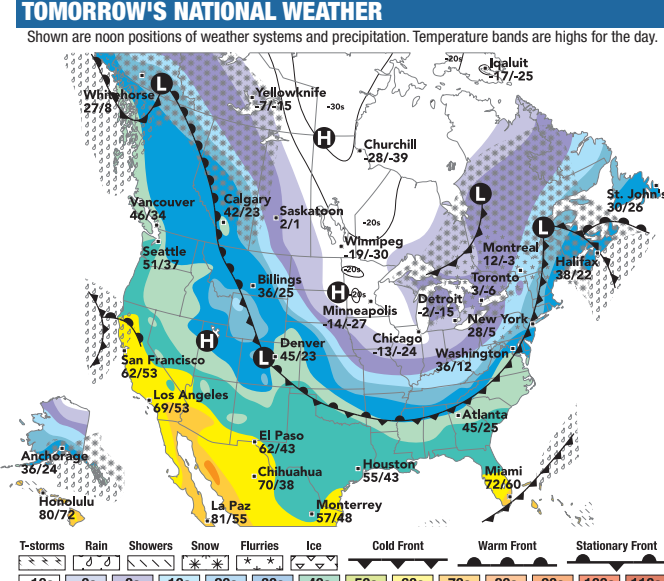 TOMORROW'S NATIONAL WEATHER
Shown are noon positions of weather systems and precipitation. Temperature bands are highs for the day.
-20s
Iqaluit
-17/-25
L
Whitehorse
27/8
Yellowknife
-7/-15
-30s
H
Churchill
-28/-39
L
St. John's
30/26
Vancouver
46/34
Calgary
42/23
Saskatoon
2/1
-20s
L
Seattle
51/37
Winnipeg
-19/-30
Montreal
12/-3
Halifax
38/22
-20s
Billings
36/25
H
-20s
Toronto
3/-6
Minneapolis
-14/-27
Detroit
-2/-15
New York
28/5
H
Denver
45/23
L
Chicago
-13/-24
Washington
36/12
San Francisco
62/53
Los Angeles
69/53
Atlanta
45/25
El Paso
62/43
Anchorage
36/24
Chihuahua
70/38
Houston
55/43
Miami
72/60
Honolulu
80/72
La Paz
81/55
Monterrey
57/48
T-storms Rain Showers Snow Flurries Ice Cold Front Warm Front Stationary Front